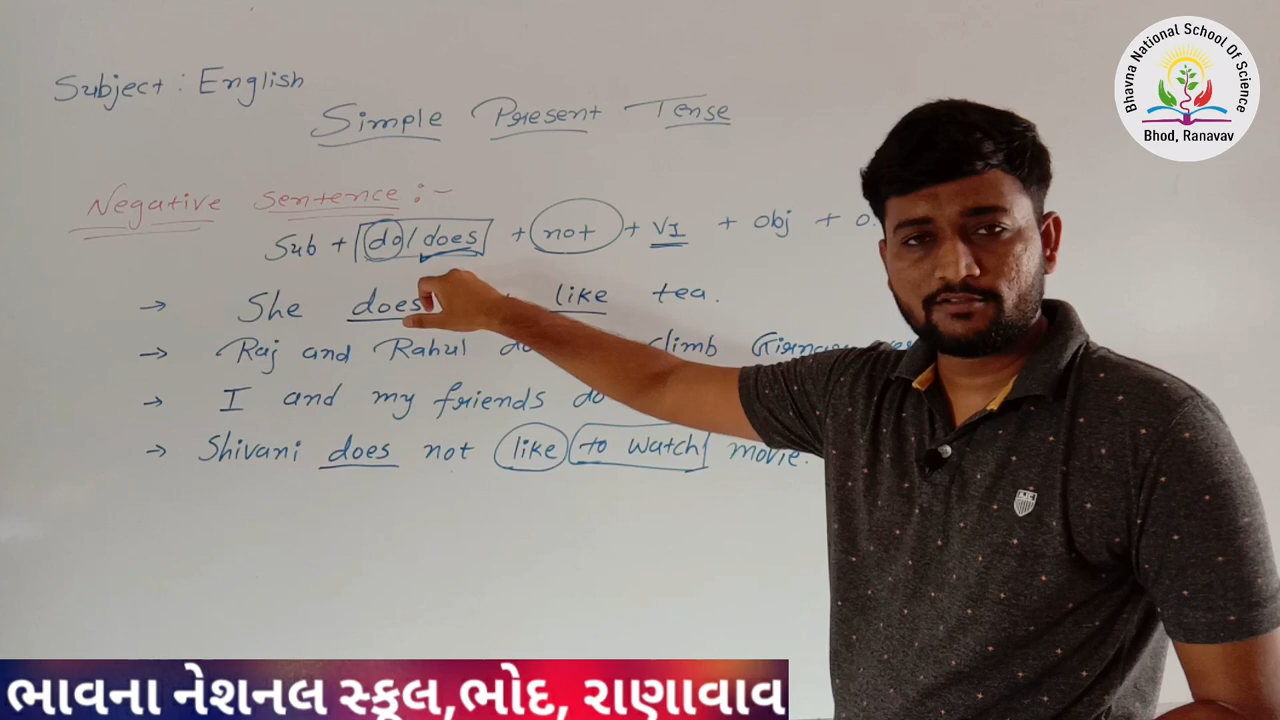 Subject : English
Simple Present Tense
Negative Sentence :-
Sub + do / does + not + V1 + obj + o.
→ She does like tea.
→ Raj and Rahul do climb
→ I and my friends do
→ Shivani does not like to watch movie.
Bhavna National School Of Science
Bhod, Ranavav
ભાવના નેશનલ સ્કૂલ,ભોદ, રાણાવાવ